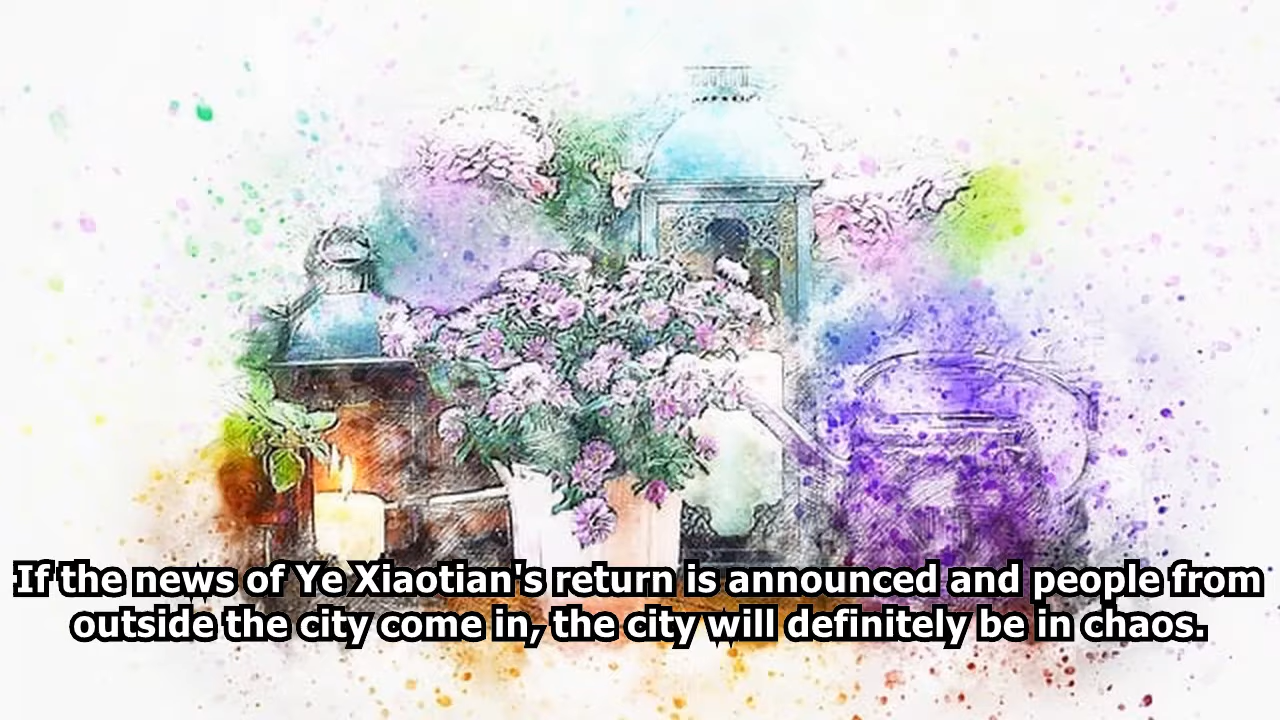 If the news of Ye Xiaotian's return is announced and people from
outside the city come in, the city will definitely be in chaos.